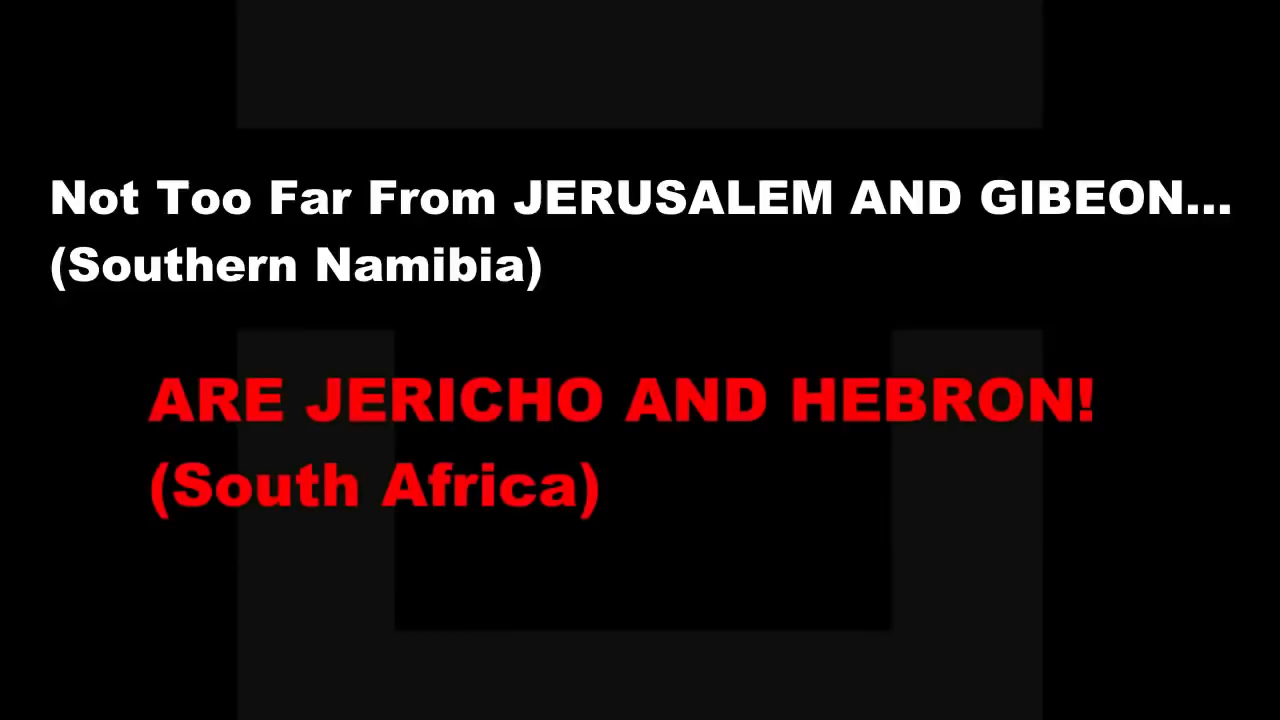 Not Too Far From JERUSALEM AND GIBEON...
(Southern Namibia)
ARE JERICHO AND HEBRON!
(South Africa)